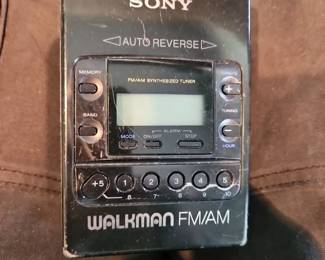 SONY
◁AUTO REVERSE▷
MEMORY
FM/AM SYNTHESIZED TUNER
+
BAND
TUNING
−
ALARM
MODE ON/OFF STOP
HOUR
+5 1 2 3 4 5
6 7 8 9 10
WALKMAN FM/AM